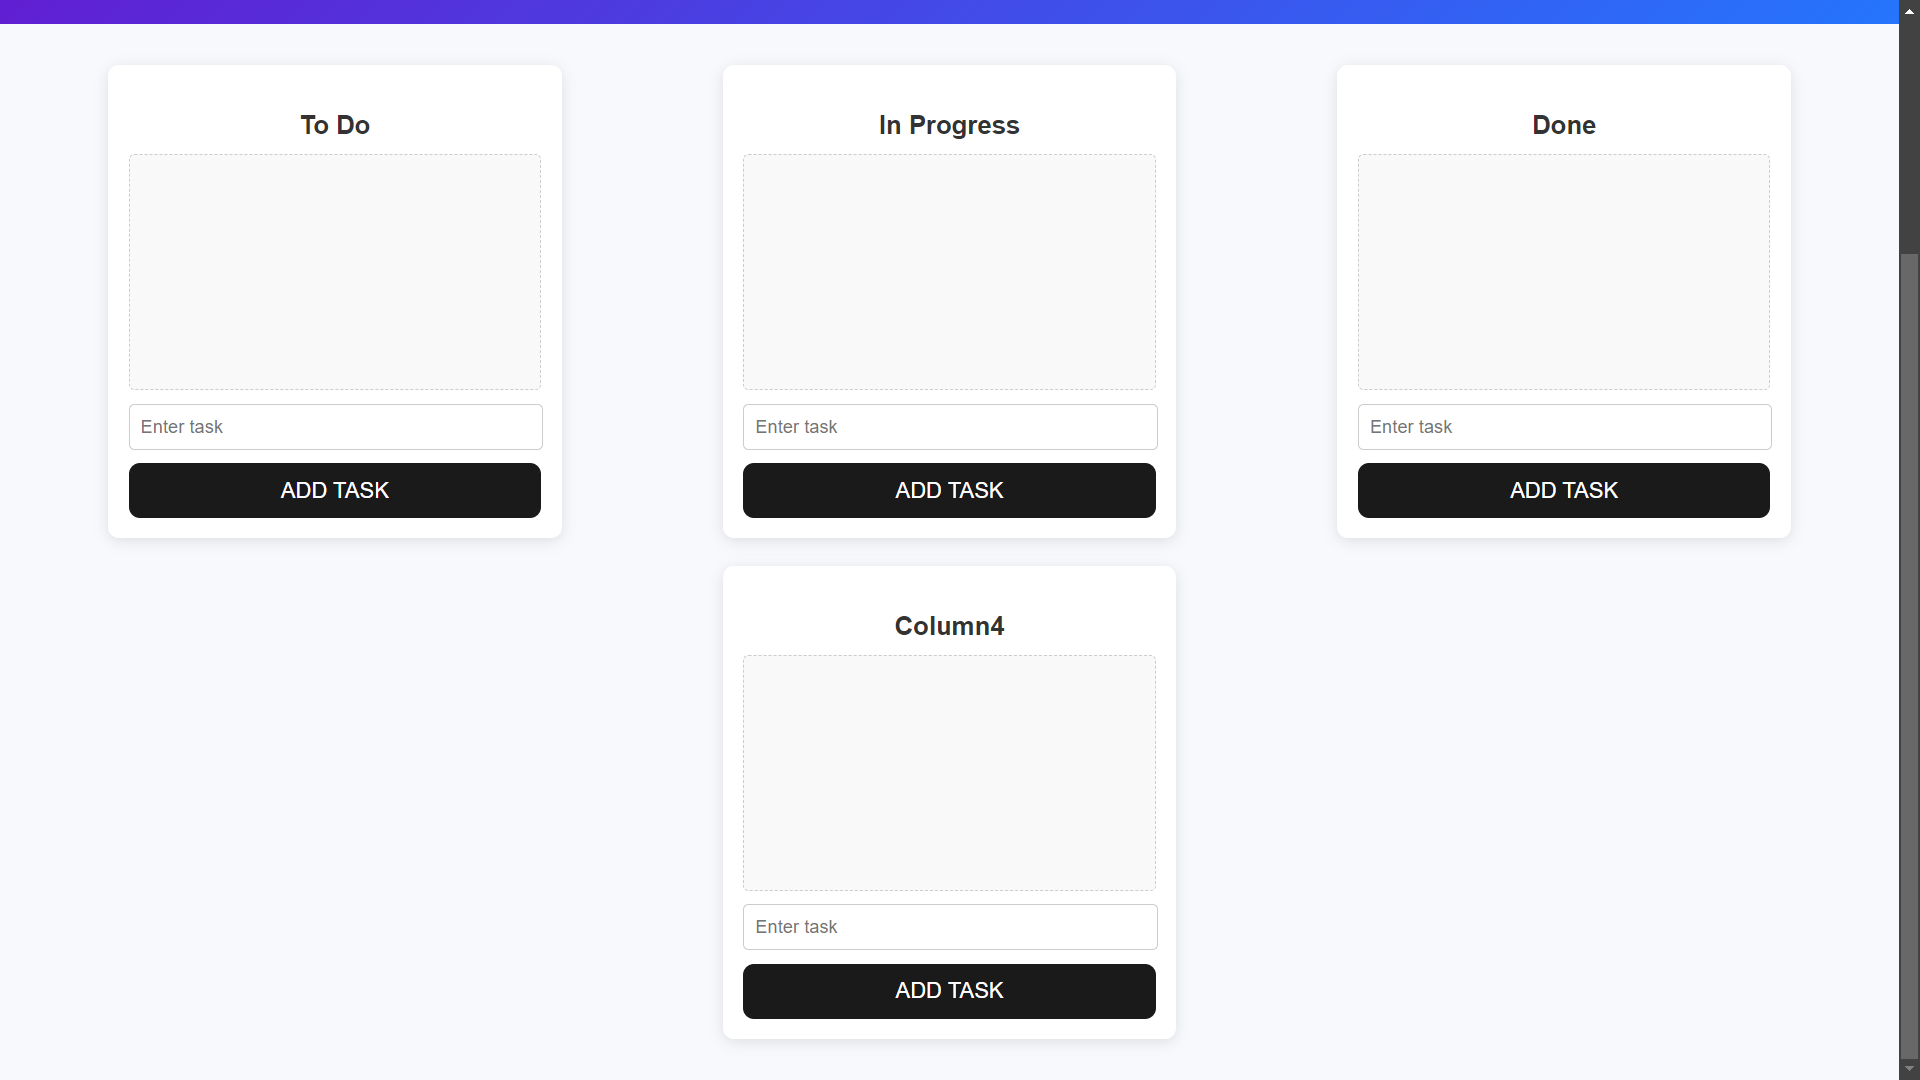 To Do
Enter task
ADD TASK
In Progress
Enter task
ADD TASK
Done
Enter task
ADD TASK
Column4
Enter task
ADD TASK